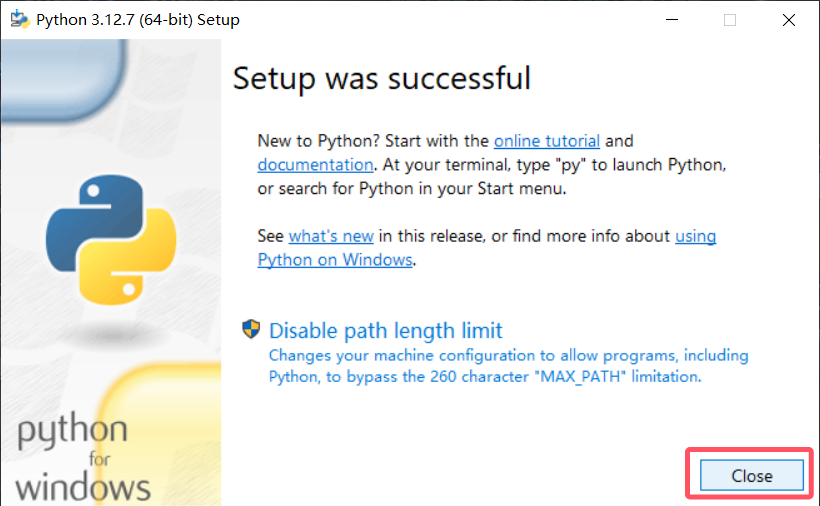 Python 3.12.7 (64-bit) Setup
Setup was successful
New to Python? Start with the online tutorial and
documentation. At your terminal, type "py" to launch Python,
or search for Python in your Start menu.
See what's new in this release, or find more info about using
Python on Windows.
Disable path length limit
Changes your machine configuration to allow programs, including
Python, to bypass the 260 character "MAX_PATH" limitation.
python
for
windows
Close